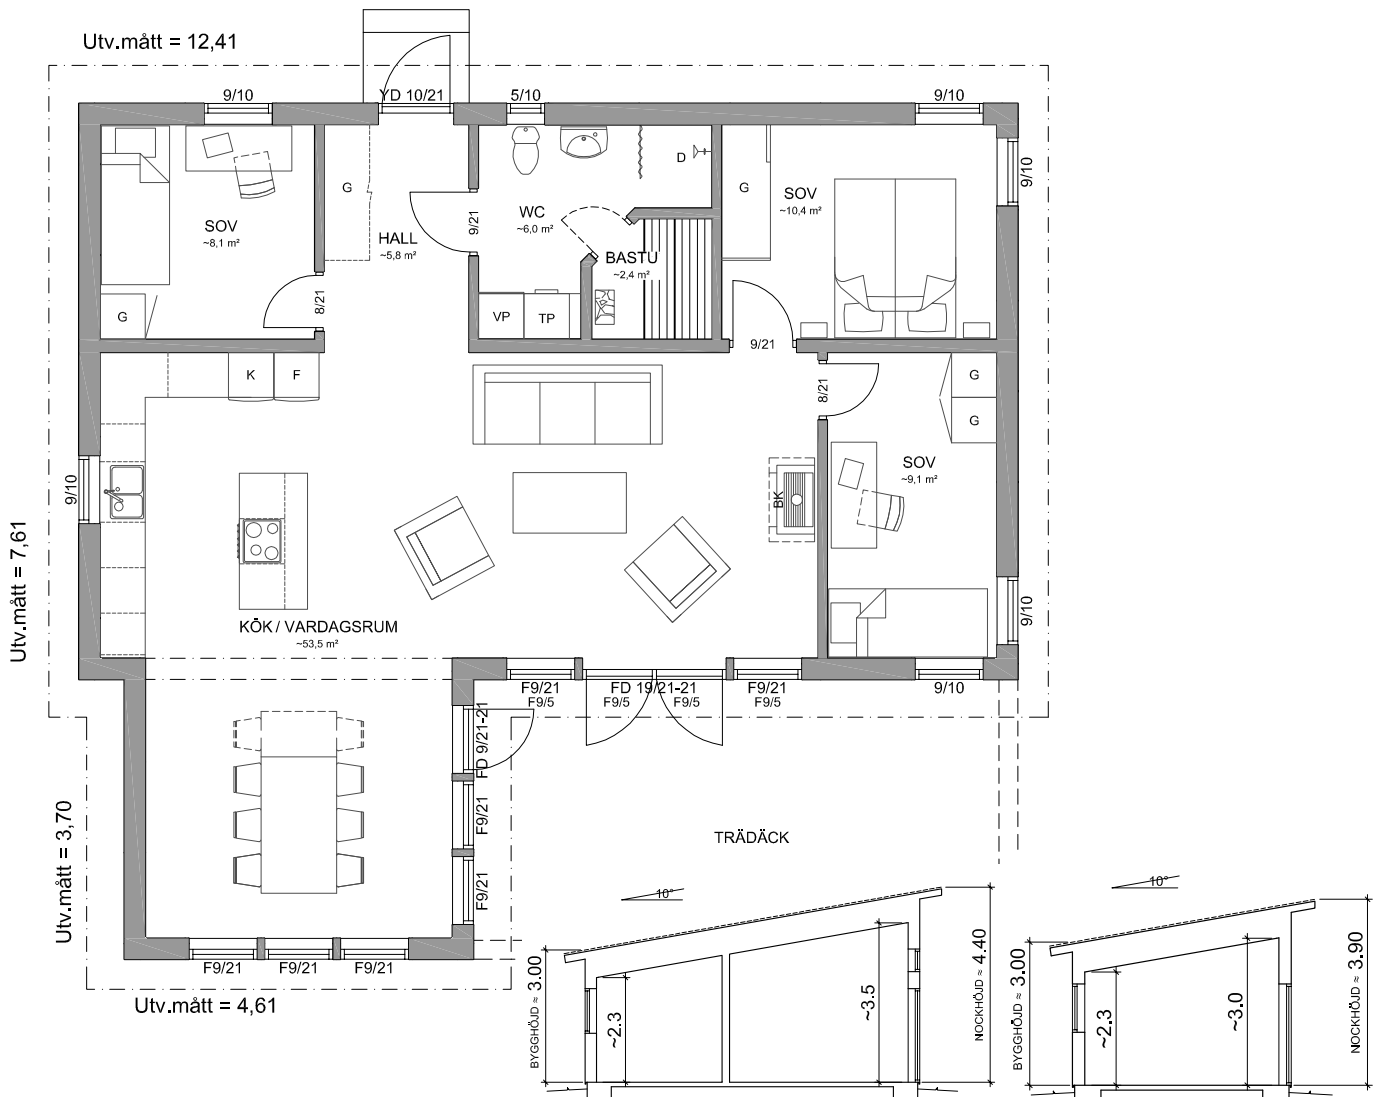 Utv.mått = 12,41
9/10
YD 10/21
5/10
9/10
9/10
G
D
G
SOV
~8,1 m²
HALL
~5,8 m²
9/21
WC
~6,0 m²
SOV
~10,4 m²
BASTU
~2,4 m²
8/21
G
VP
TP
9/21
K
F
8/21
G
G
9/10
SOV
~9,1 m²
BK
Utv.mått = 7,61
KÖK / VARDAGSRUM
~53,5 m²
9/10
F9/21
F9/5
FD 19/21-21
F9/5
F9/5
F9/21
F9/5
9/10
FD 9/21-21
F9/21
F9/21
Utv.mått = 3,70
TRÄDÄCK
F9/21
F9/21
F9/21
Utv.mått = 4,61
10°
BYGGHÖJD ≈ 3.00
~2.3
~3.5
NOCKHÖJD ≈ 4.40
10°
BYGGHÖJD ≈ 3.00
~2.3
~3.0
NOCKHÖJD ≈ 3.90